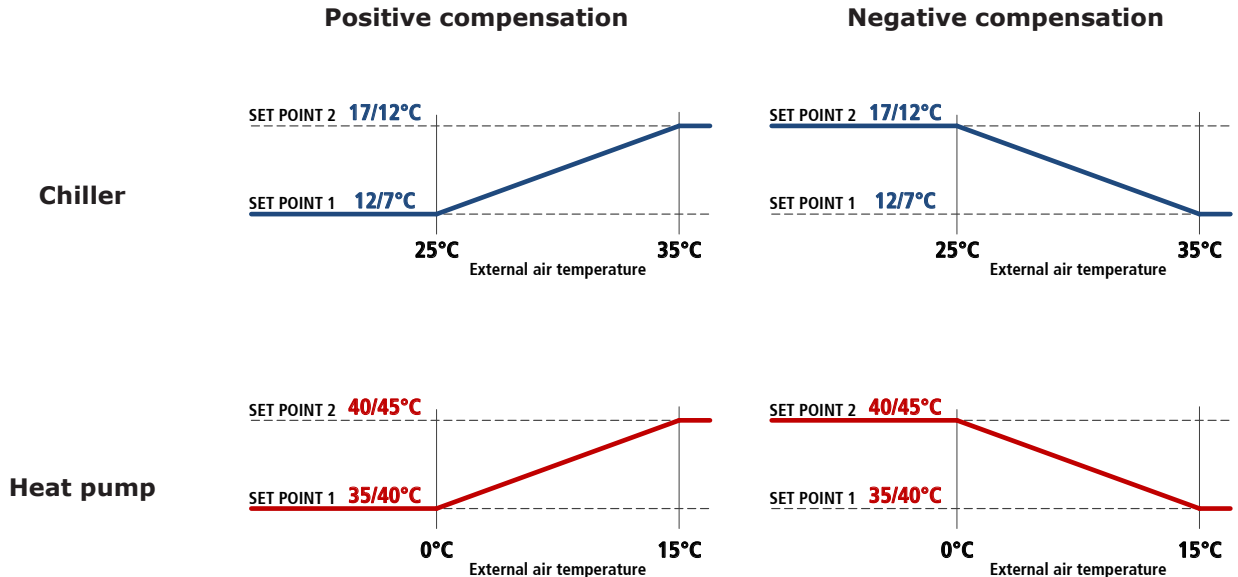 Positive compensation
Negative compensation
Chiller
SET POINT 2 17/12°C
SET POINT 1 12/7°C
25°C
35°C
External air temperature
SET POINT 2 17/12°C
SET POINT 1 12/7°C
25°C
35°C
External air temperature
Heat pump
SET POINT 2 40/45°C
SET POINT 1 35/40°C
0°C
15°C
External air temperature
SET POINT 2 40/45°C
SET POINT 1 35/40°C
0°C
15°C
External air temperature